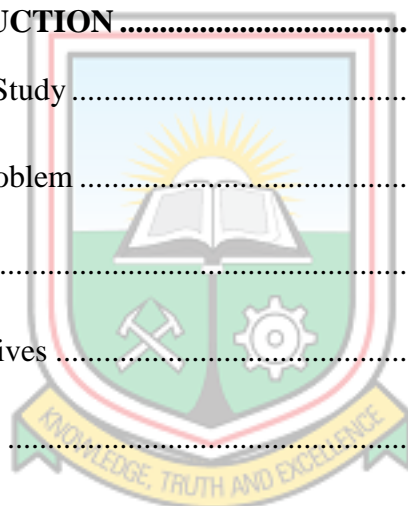 UCTION ..............................
Study ..............................
oblem ..............................
..............................
ives ..............................
..............................
KNOWLEDGE, TRUTH AND EXCELLENCE